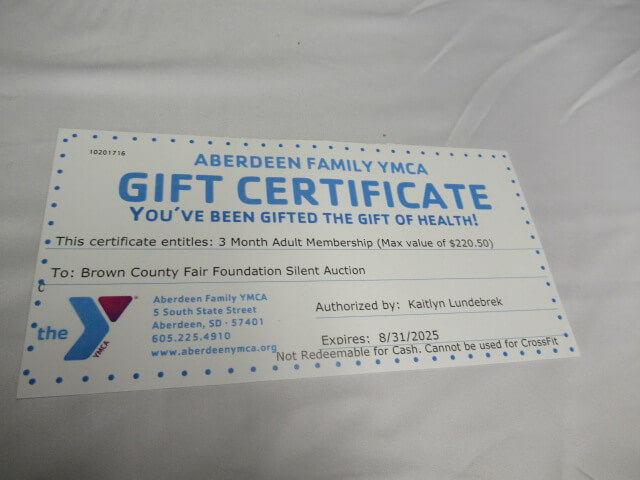 10201716
ABERDEEN FAMILY YMCA
GIFT CERTIFICATE
YOU'VE BEEN GIFTED THE GIFT OF HEALTH!
This certificate entitles: 3 Month Adult Membership (Max value of $220.50)
To: Brown County Fair Foundation Silent Auction
the
YMCA
Aberdeen Family YMCA
5 South State Street
Aberdeen, SD - 57401
605.225.4910
www.aberdeenymca.org
Authorized by: Kaitlyn Lundebrek
Expires: 8/31/2025
Not Redeemable for Cash. Cannot be used for CrossFit